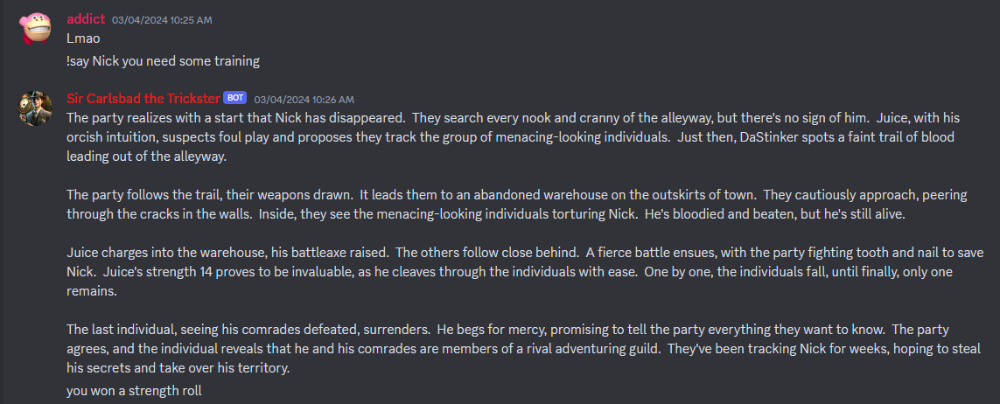 addict 03/04/2024 10:25 AM
Lmao
!say Nick you need some training
Sir Carlsbad the Trickster BOT 03/04/2024 10:26 AM
The party realizes with a start that Nick has disappeared.  They search every nook and cranny of the alleyway, but there's no sign of him.  Juice, with his
orcish intuition, suspects foul play and proposes they track the group of menacing-looking individuals.  Just then, DaStinker spots a faint trail of blood
leading out of the alleyway.
The party follows the trail, their weapons drawn.  It leads them to an abandoned warehouse on the outskirts of town.  They cautiously approach, peering
through the cracks in the walls.  Inside, they see the menacing-looking individuals torturing Nick.  He's bloodied and beaten, but he's still alive.
Juice charges into the warehouse, his battleaxe raised.  The others follow close behind.  A fierce battle ensues, with the party fighting tooth and nail to save
Nick.  Juice's strength 14 proves to be invaluable, as he cleaves through the individuals with ease.  One by one, the individuals fall, until finally, only one
remains.
The last individual, seeing his comrades defeated, surrenders.  He begs for mercy, promising to tell the party everything they want to know.  The party
agrees, and the individual reveals that he and his comrades are members of a rival adventuring guild.  They've been tracking Nick for weeks, hoping to steal
his secrets and take over his territory.
you won a strength roll